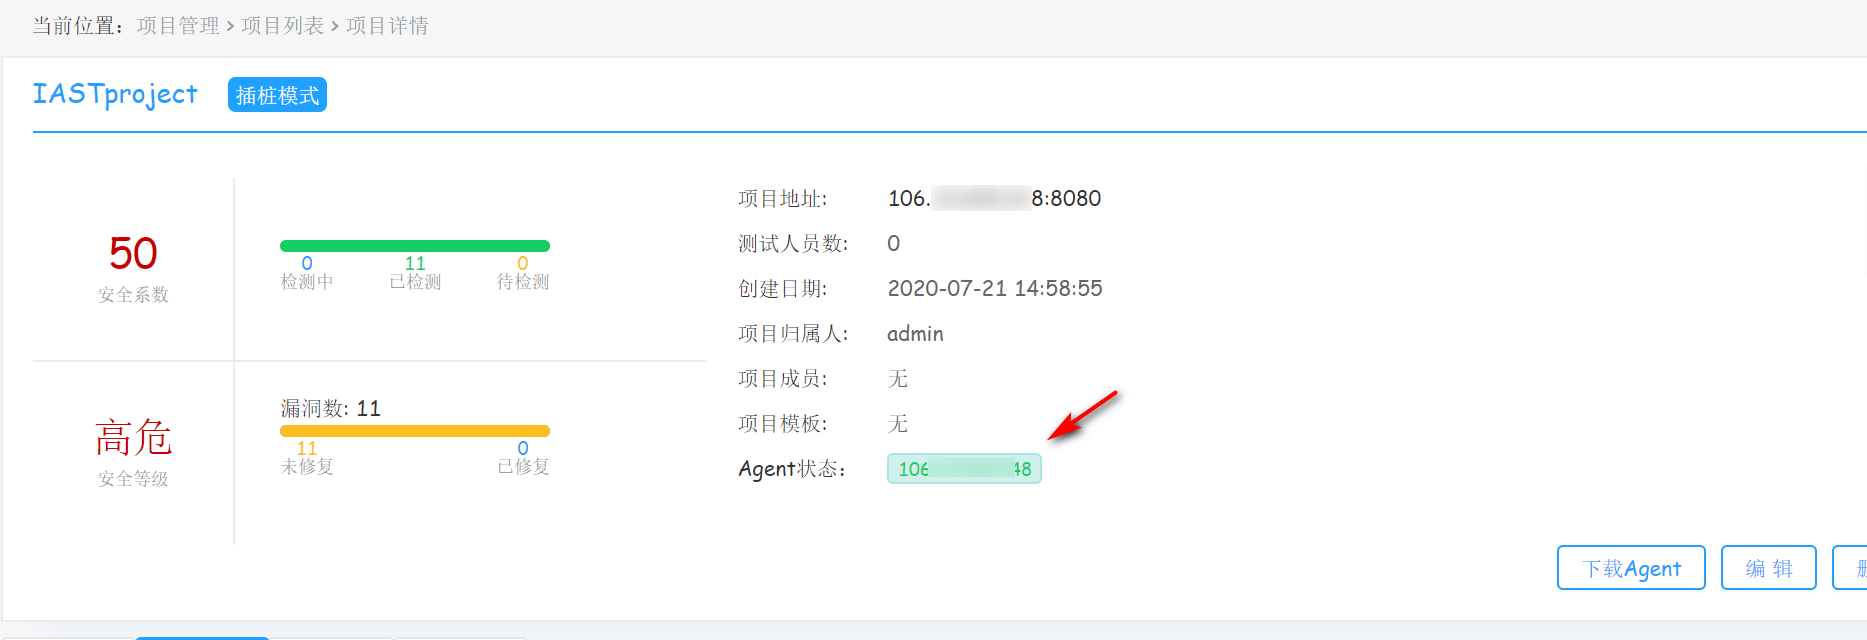 当前位置：项目管理 > 项目列表 > 项目详情
IASTproject 插桩模式
50
安全系数
0 11 0
检测中 已检测 待检测
高危
安全等级
漏洞数: 11
11 0
未修复 已修复
项目地址: 106. 8:8080
测试人员数: 0
创建日期: 2020-07-21 14:58:55
项目归属人: admin
项目成员: 无
项目模板: 无
Agent状态： 106 48
下载Agent 编 辑